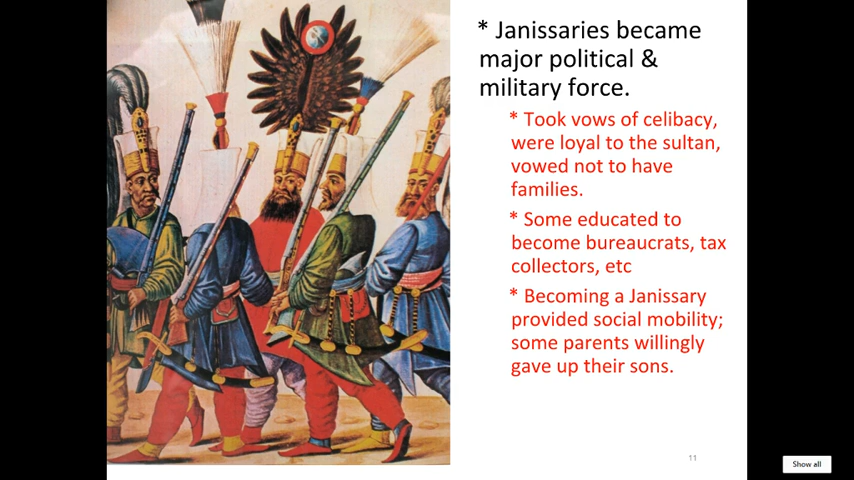 * Janissaries became
major political &
military force.
* Took vows of celibacy,
were loyal to the sultan,
vowed not to have
families.
* Some educated to
become bureaucrats, tax
collectors, etc
* Becoming a Janissary
provided social mobility;
some parents willingly
gave up their sons.
11
Show all